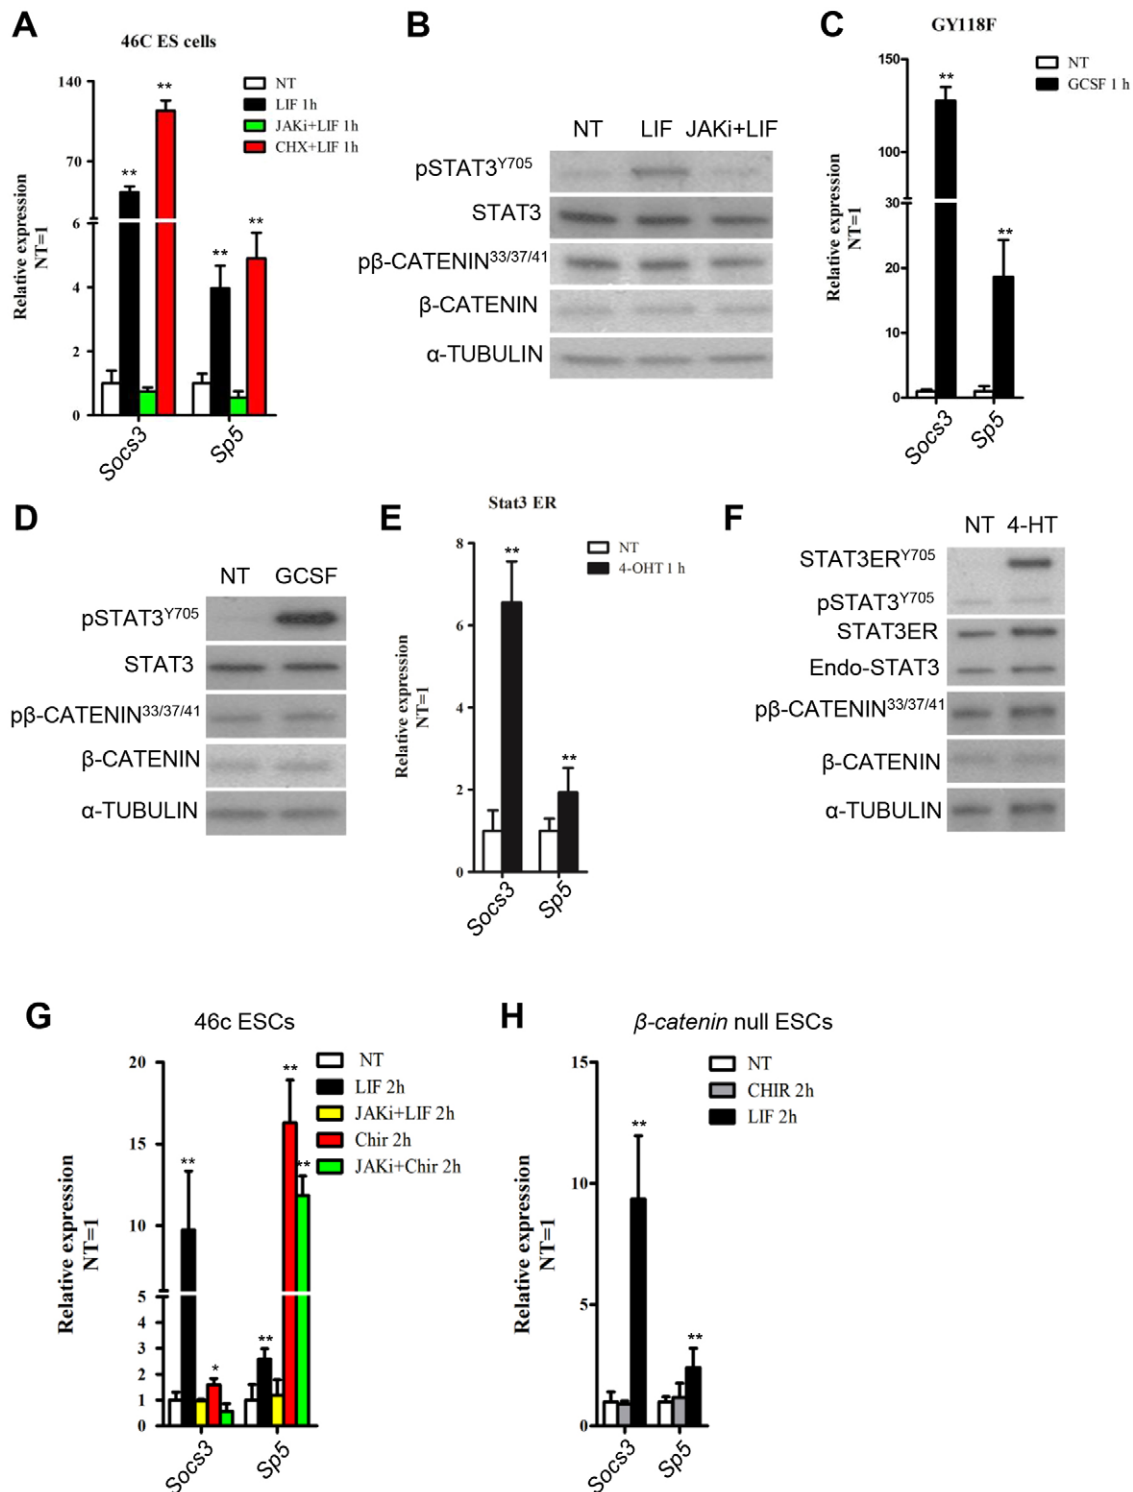 A
46C ES cells
NT
LIF 1h
JAKi+LIF 1h
CHX+LIF 1h
Relative expression
NT=1
140
70
6
4
2
0
**
**
**
**
Socs3
Sp5
B
NT LIF JAKi+LIF
pSTAT3Y705
STAT3
pβ-CATENIN33/37/41
β-CATENIN
α-TUBULIN
C
GY118F
NT
GCSF 1 h
Relative expression
NT=1
150
100
30
20
10
0
**
**
Socs3
Sp5
D
NT GCSF
pSTAT3Y705
STAT3
pβ-CATENIN33/37/41
β-CATENIN
α-TUBULIN
E
Stat3 ER
NT
4-OHT 1 h
Relative expression
NT=1
8
6
4
2
0
**
**
Socs3
Sp5
F
NT 4-HT
STAT3ERY705
pSTAT3Y705
STAT3ER
Endo-STAT3
pβ-CATENIN33/37/41
β-CATENIN
α-TUBULIN
G
46c ESCs
NT
LIF 2h
JAKi+LIF 2h
Chir 2h
JAKi+Chir 2h
Relative expression
NT=1
20
15
10
5
4
3
2
1
0
**
*
**
**
**
Socs3
Sp5
H
β-catenin null ESCs
NT
CHIR 2h
LIF 2h
Relative expression
NT=1
15
10
5
0
**
**
Socs3
Sp5